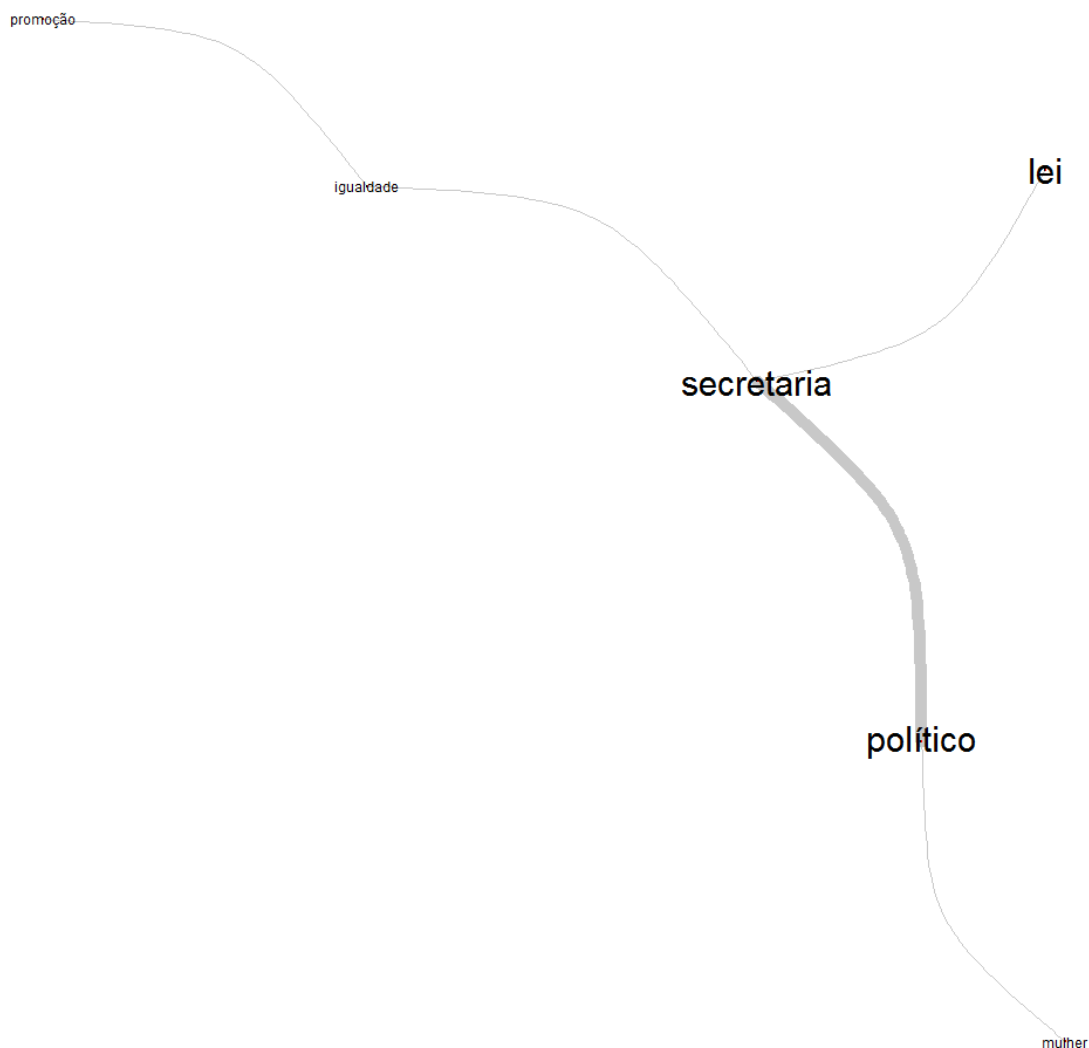 promoção
lei
igualdade
secretaria
político
mulher